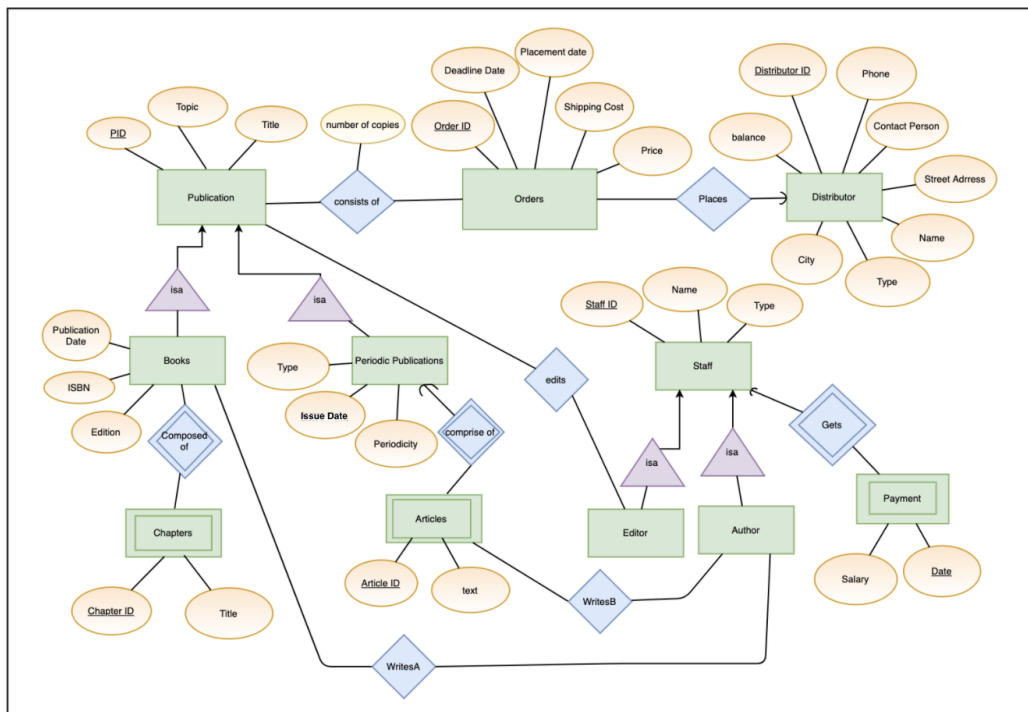 Placement date
Deadline Date
Distributor ID
Phone
Topic
Shipping Cost
Title
number of copies
Order ID
Contact Person
PID
balance
Price
Street Adrress
Publication
consists of
Orders
Places
Distributor
Name
City
Type
isa
isa
Staff ID
Name
Type
Publication
Date
Books
Type
Periodic Publications
edits
Staff
ISBN
Issue Date
Edition
Composed
of
Periodicity
comprise of
Gets
isa
isa
Chapters
Articles
Editor
Author
Payment
Chapter ID
Title
Article ID
text
WritesB
Salary
Date
WritesA